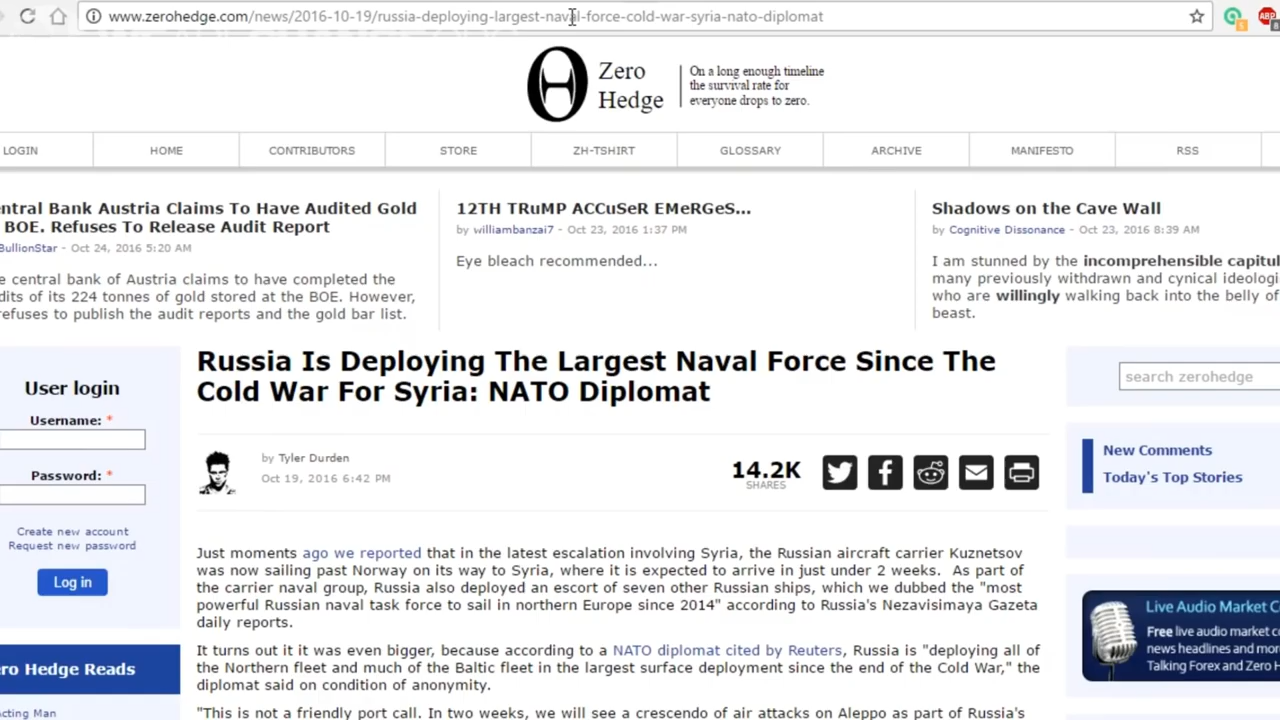 www.zerohedge.com/news/2016-10-19/russia-deploying-largest-naval-force-cold-war-syria-nato-diplomat
Zero
Hedge
On a long enough timeline
the survival rate for
everyone drops to zero.
LOGIN
HOME
CONTRIBUTORS
STORE
ZH-TSHIRT
GLOSSARY
ARCHIVE
MANIFESTO
RSS
ntral Bank Austria Claims To Have Audited Gold
BOE. Refuses To Release Audit Report
BullionStar - Oct 24, 2016 5:20 AM
e central bank of Austria claims to have completed the
dits of its 224 tonnes of gold stored at the BOE. However,
refuses to publish the audit reports and the gold bar list.
12TH TRuMP ACCuSeR EMeRGeS...
by williambanzai7 - Oct 23, 2016 1:37 PM
Eye bleach recommended...
Shadows on the Cave Wall
by Cognitive Dissonance - Oct 23, 2016 8:39 AM
I am stunned by the incomprehensible capitul
many previously withdrawn and cynical ideologi
who are willingly walking back into the belly of
beast.
User login
Username: *
Password: *
Create new account
Request new password
Log in
ro Hedge Reads
cting Man
Russia Is Deploying The Largest Naval Force Since The
Cold War For Syria: NATO Diplomat
by Tyler Durden
Oct 19, 2016 6:42 PM
14.2K
SHARES
Just moments ago we reported that in the latest escalation involving Syria, the Russian aircraft carrier Kuznetsov
was now sailing past Norway on its way to Syria, where it is expected to arrive in just under 2 weeks. As part of
the carrier naval group, Russia also deployed an escort of seven other Russian ships, which we dubbed the "most
powerful Russian naval task force to sail in northern Europe since 2014" according to Russia's Nezavisimaya Gazeta
daily reports.
It turns out it it was even bigger, because according to a NATO diplomat cited by Reuters, Russia is "deploying all of
the Northern fleet and much of the Baltic fleet in the largest surface deployment since the end of the Cold War," the
diplomat said on condition of anonymity.
"This is not a friendly port call. In two weeks, we will see a crescendo of air attacks on Aleppo as part of Russia's
search zerohedge
New Comments
Today's Top Stories
Live Audio Market C
Free live audio market co
news headlines and mor
Talking Forex and Zero H